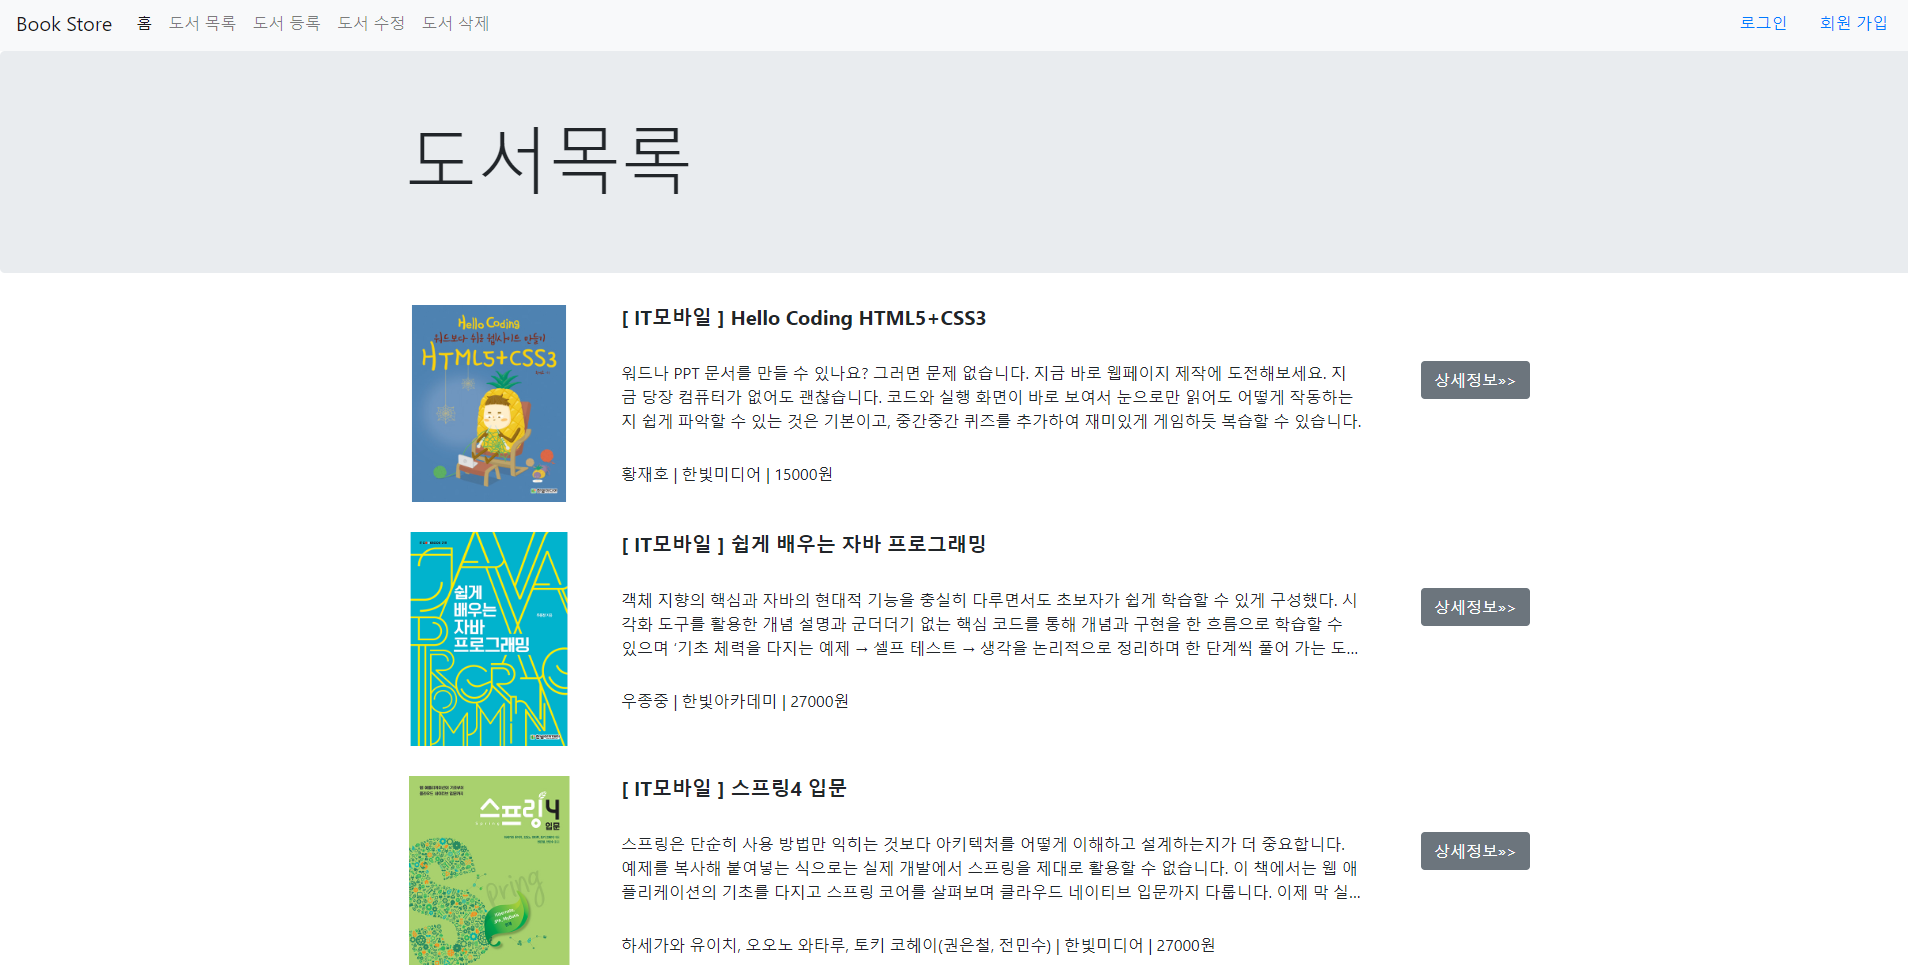 Book Store 홈 도서 목록 도서 등록 도서 수정 도서 삭제 로그인 회원 가입
도서목록
Hello Coding
워드보다 쉬운 웹사이트 만들기
HTML5+CSS3
[ IT모바일 ] Hello Coding HTML5+CSS3
워드나 PPT 문서를 만들 수 있나요? 그러면 문제 없습니다. 지금 바로 웹페이지 제작에 도전해보세요. 지
금 당장 컴퓨터가 없어도 괜찮습니다. 코드와 실행 화면이 바로 보여서 눈으로만 읽어도 어떻게 작동하는
지 쉽게 파악할 수 있는 것은 기본이고, 중간중간 퀴즈를 추가하여 재미있게 게임하듯 복습할 수 있습니다.
황재호 | 한빛미디어 | 15000원
상세정보»>
JAVA
쉽게
배우는
자바
프로그래밍
[ IT모바일 ] 쉽게 배우는 자바 프로그래밍
객체 지향의 핵심과 자바의 현대적 기능을 충실히 다루면서도 초보자가 쉽게 학습할 수 있게 구성했다. 시
각화 도구를 활용한 개념 설명과 군더더기 없는 핵심 코드를 통해 개념과 구현을 한 흐름으로 학습할 수
있으며 ‘기초 체력을 다지는 예제 → 셀프 테스트 → 생각을 논리적으로 정리하며 한 단계씩 풀어 가는 도...
우종중 | 한빛아카데미 | 27000원
상세정보»>
스프링4
입문
pring
[ IT모바일 ] 스프링4 입문
스프링은 단순히 사용 방법만 익히는 것보다 아키텍처를 어떻게 이해하고 설계하는지가 더 중요합니다.
예제를 복사해 붙여넣는 식으로는 실제 개발에서 스프링을 제대로 활용할 수 없습니다. 이 책에서는 웹 애
플리케이션의 기초를 다지고 스프링 코어를 살펴보며 클라우드 네이티브 입문까지 다룹니다. 이제 막 실...
하세가와 유이치, 오오노 와타루, 토키 코헤이(권은철, 전민수) | 한빛미디어 | 27000원
상세정보»>